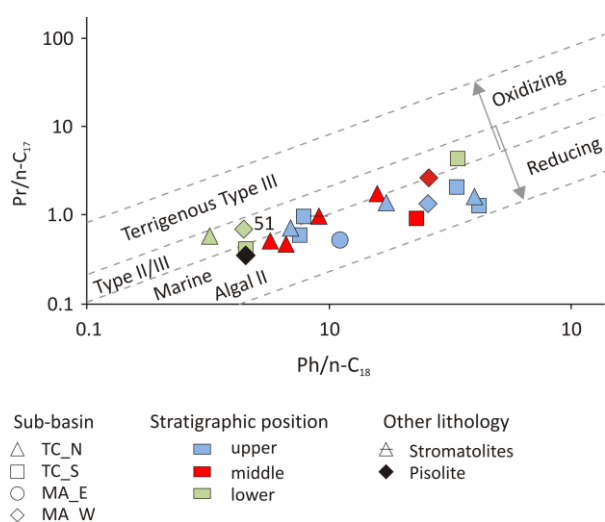 100
10
1.0
0.1
Pr/n-C₁₇
Oxidizing
Reducing
Terrigenous Type III
Type II/III
Marine
Algal II
51
0.1 10 10
Ph/n-C₁₈
Sub-basin
TC_N
TC_S
MA_E
MA_W
Stratigraphic position
upper
middle
lower
Other lithology
Stromatolites
Pisolite